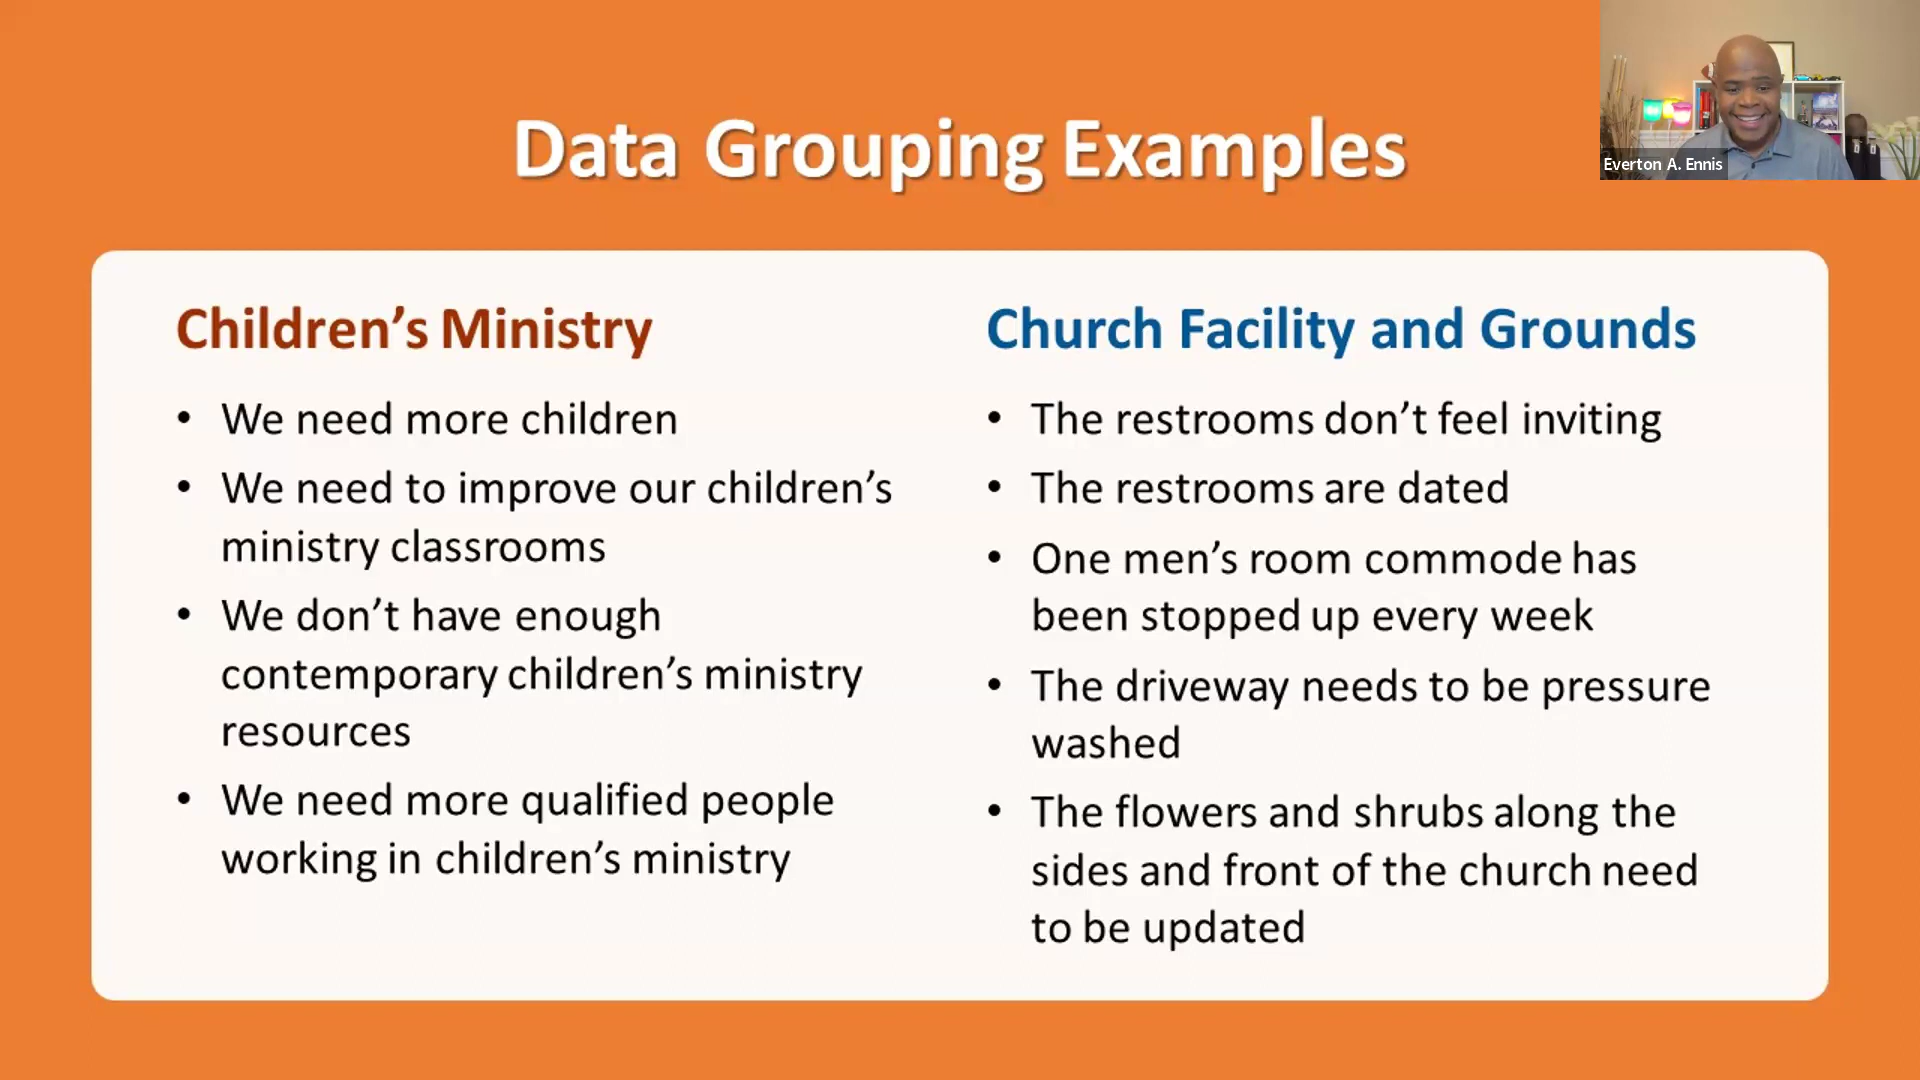 Data Grouping Examples
Everton A. Ennis
Children’s Ministry
• We need more children
• We need to improve our children’s
ministry classrooms
• We don’t have enough
contemporary children’s ministry
resources
• We need more qualified people
working in children’s ministry
Church Facility and Grounds
• The restrooms don’t feel inviting
• The restrooms are dated
• One men’s room commode has
been stopped up every week
• The driveway needs to be pressure
washed
• The flowers and shrubs along the
sides and front of the church need
to be updated